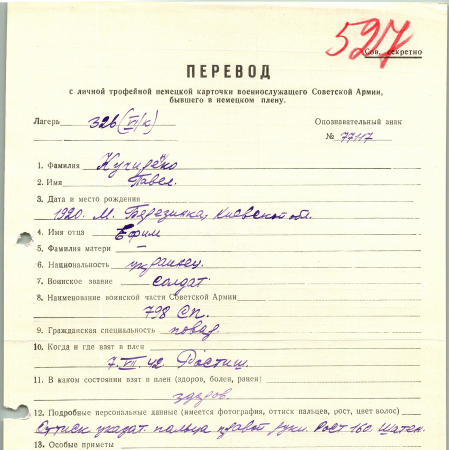 527
Сов. секретно
ПЕРЕВОД
с личной трофейной немецкой карточки военнослужащего Советской Армии,
бывшего в немецком плену.
Лагерь 326 (VI/к) Опознавательный знак
№ 77117
1. Фамилия Кучиренко
2. Имя Павел.
3. Дата и место рождения
1920. М. Березинка, Киевской обл.
4. Имя отца Ефим
5. Фамилия матери —
6. Национальность украинец.
7. Воинское звание солдат.
8. Наименование воинской части Советской Армии
798 СП.
9. Гражданская специальность повар
10. Когда и где взят в плен
7. VII. 42 Ростиш.
11. В каком состоянии взят в плен (здоров, болен, ранен)
здоров.
12. Подробные персональные данные (имеется фотография, оттиск пальцев, рост, цвет волос)
Оттиск указат. пальца правой руки. Рост 160. Шатен.
13. Особые приметы